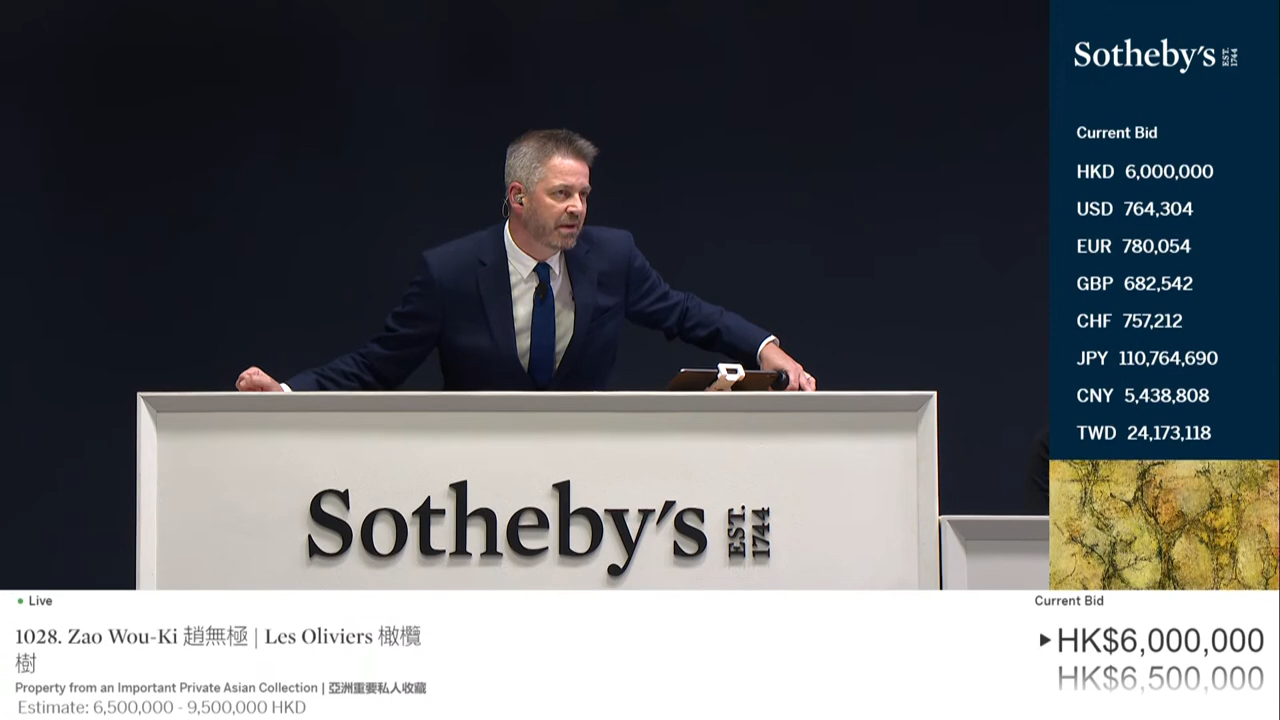 Sotheby's EST. 1744
Current Bid
HKD 6,000,000
USD 764,304
EUR 780,054
GBP 682,542
CHF 757,212
JPY 110,764,690
CNY 5,438,808
TWD 24,173,118
Sotheby's EST. 1744
Live
1028. Zao Wou-Ki 趙無極 | Les Oliviers 橄欖
樹
Property from an Important Private Asian Collection | 亞洲重要私人收藏
Estimate: 6,500,000 - 9,500,000 HKD
Current Bid
HK$6,000,000
HK$6,500,000